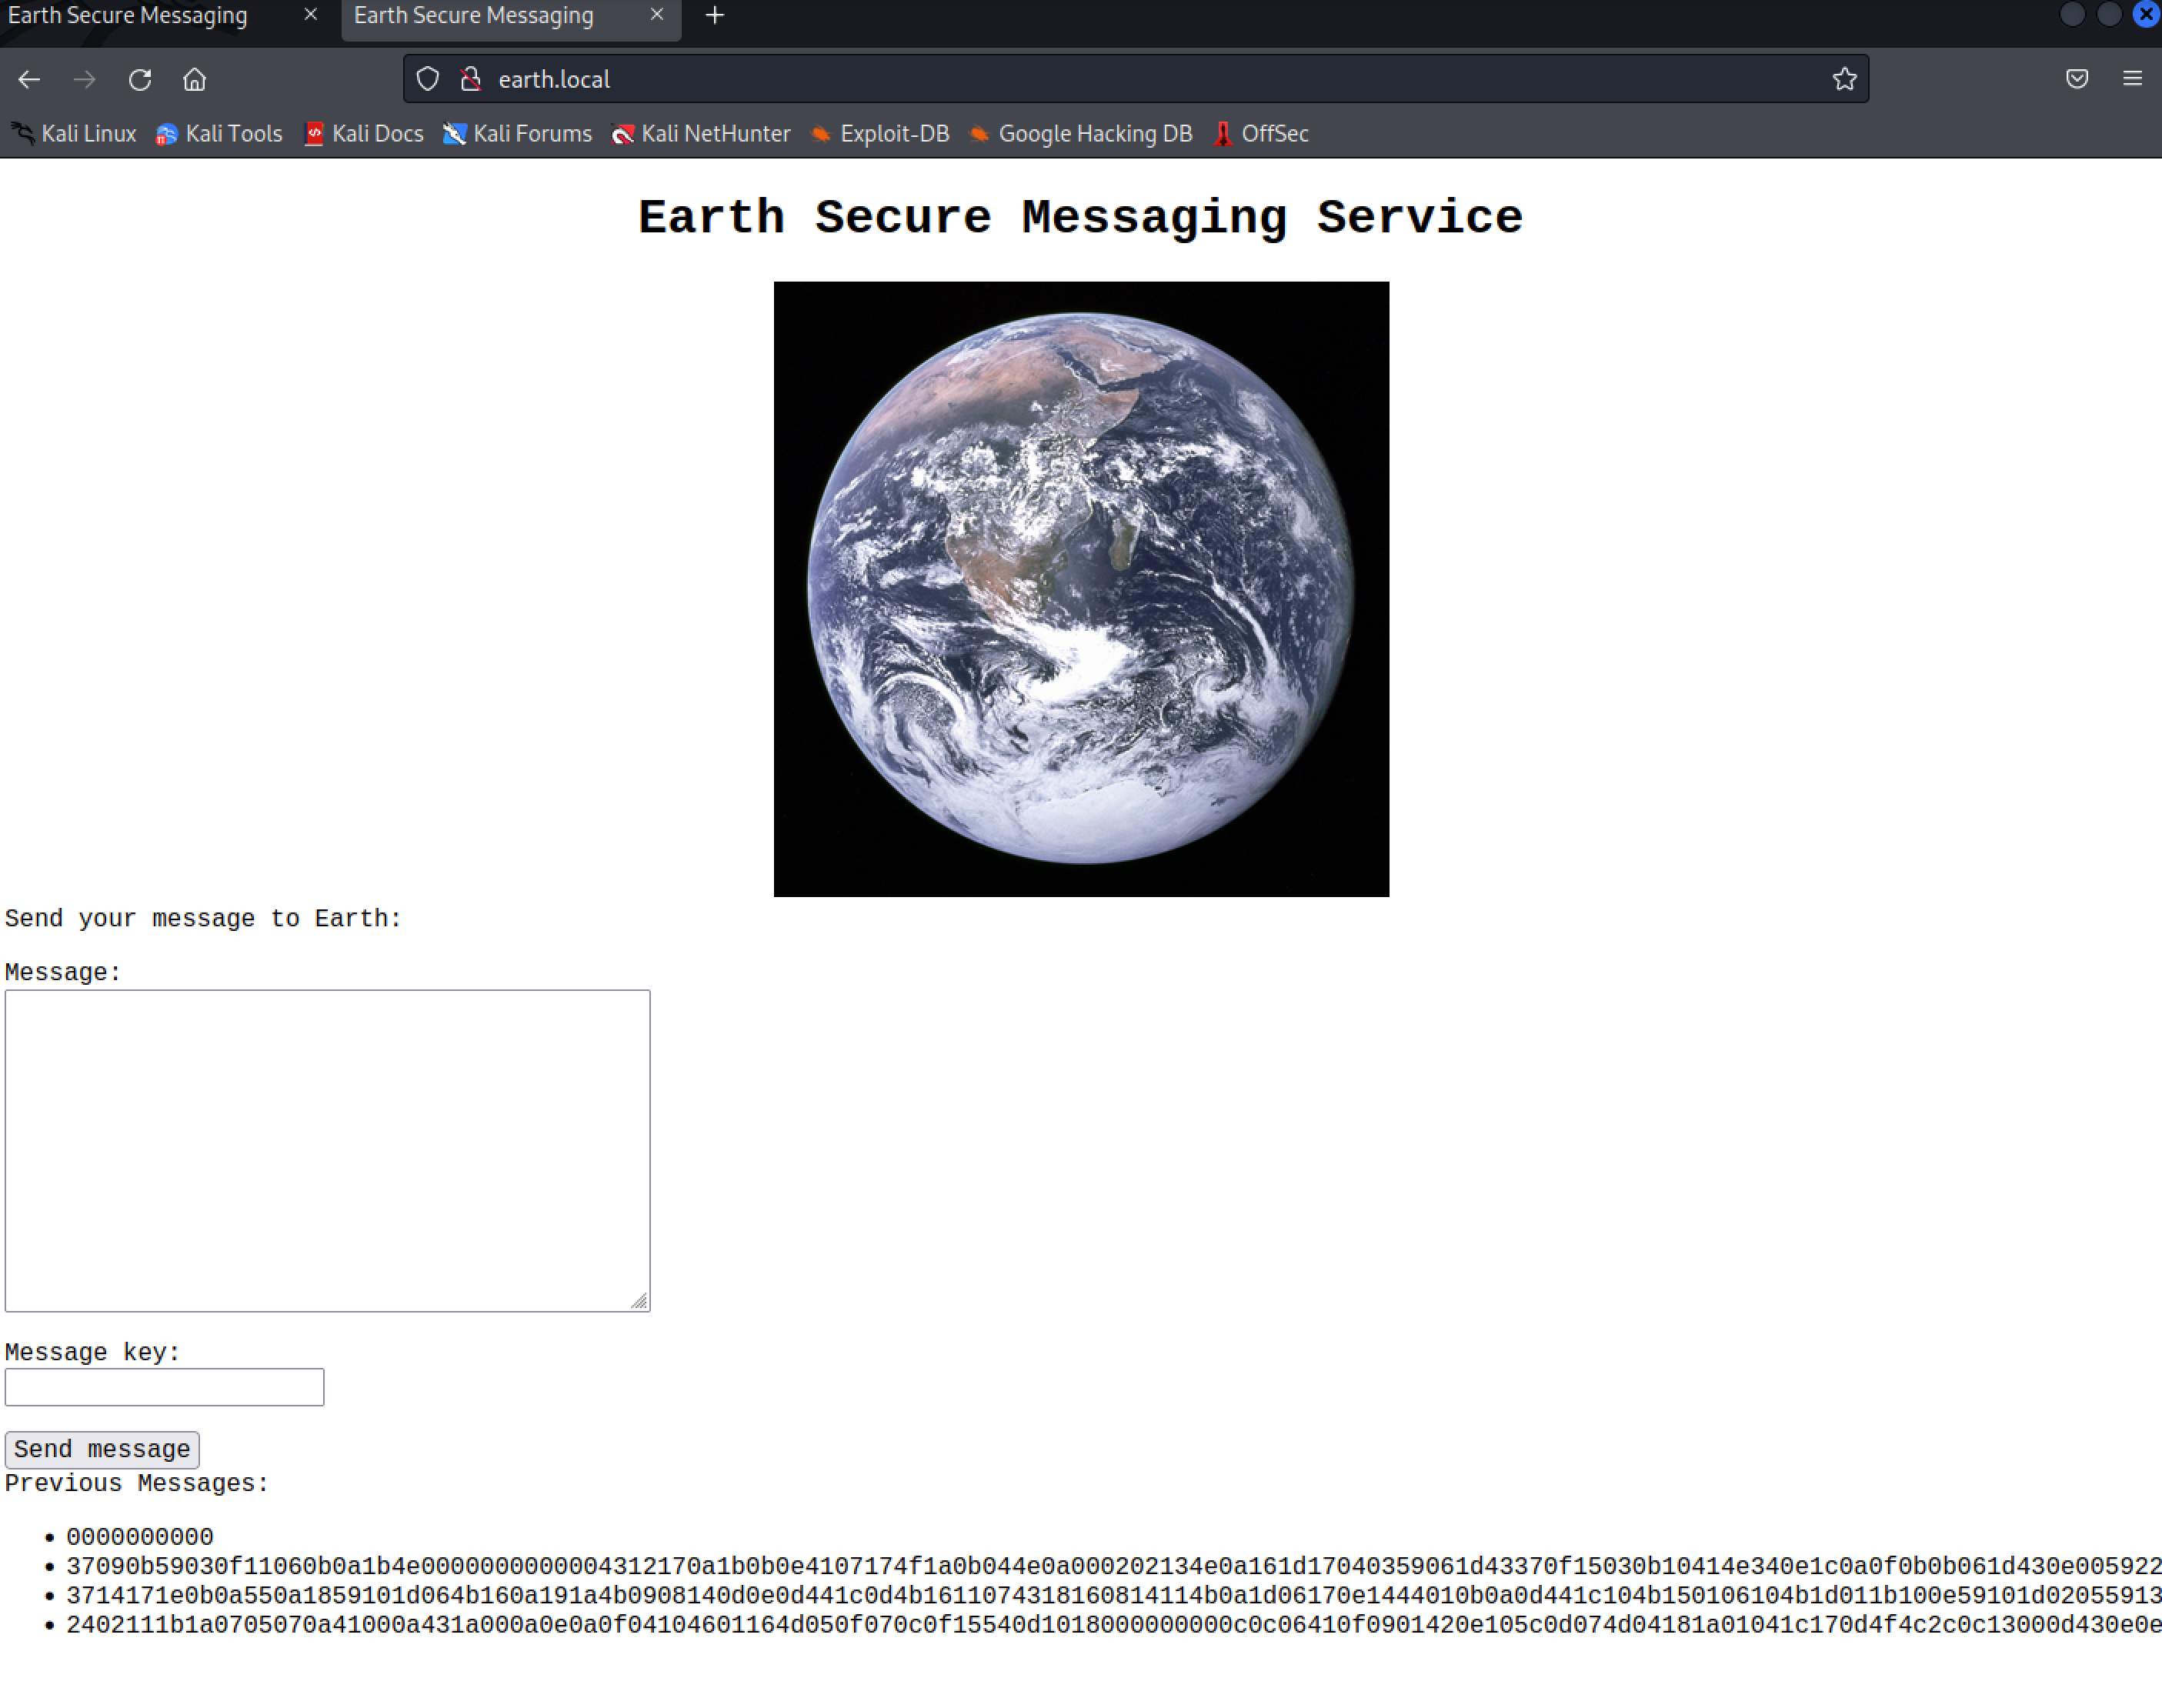 Earth Secure Messaging
Earth Secure Messaging
earth.local
Kali Linux Kali Tools Kali Docs Kali Forums Kali NetHunter Exploit-DB Google Hacking DB OffSec
Earth Secure Messaging Service
Send your message to Earth:
Message:
Message key:
Send message
Previous Messages:
0000000000
37090b59030f11060b0a1b4e0000000000004312170a1b0b0e4107174f1a0b044e0a000202134e0a161d17040359061d43370f15030b10414e340e1c0a0f0b0b061d430e005922
3714171e0b0a550a1859101d064b160a191a4b0908140d0e0d441c0d4b1611074318160814114b0a1d06170e1444010b0a0d441c104b150106104b1d011b100e59101d02055913
2402111b1a0705070a41000a431a000a0e0a0f04104601164d050f070c0f15540d1018000000000c0c06410f0901420e105c0d074d04181a01041c170d4f4c2c0c13000d430e0e